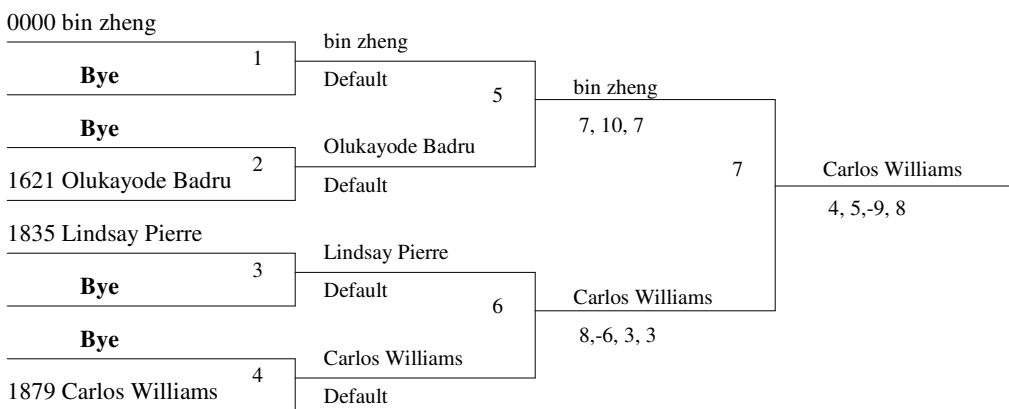 0000 bin zheng
Bye
1
bin zheng
Default
Bye
1621 Olukayode Badru
2
Olukayode Badru
Default
5
bin zheng
7, 10, 7
1835 Lindsay Pierre
Bye
3
Lindsay Pierre
Default
Bye
1879 Carlos Williams
4
Carlos Williams
Default
6
Carlos Williams
8,-6, 3, 3
7
Carlos Williams
4, 5,-9, 8